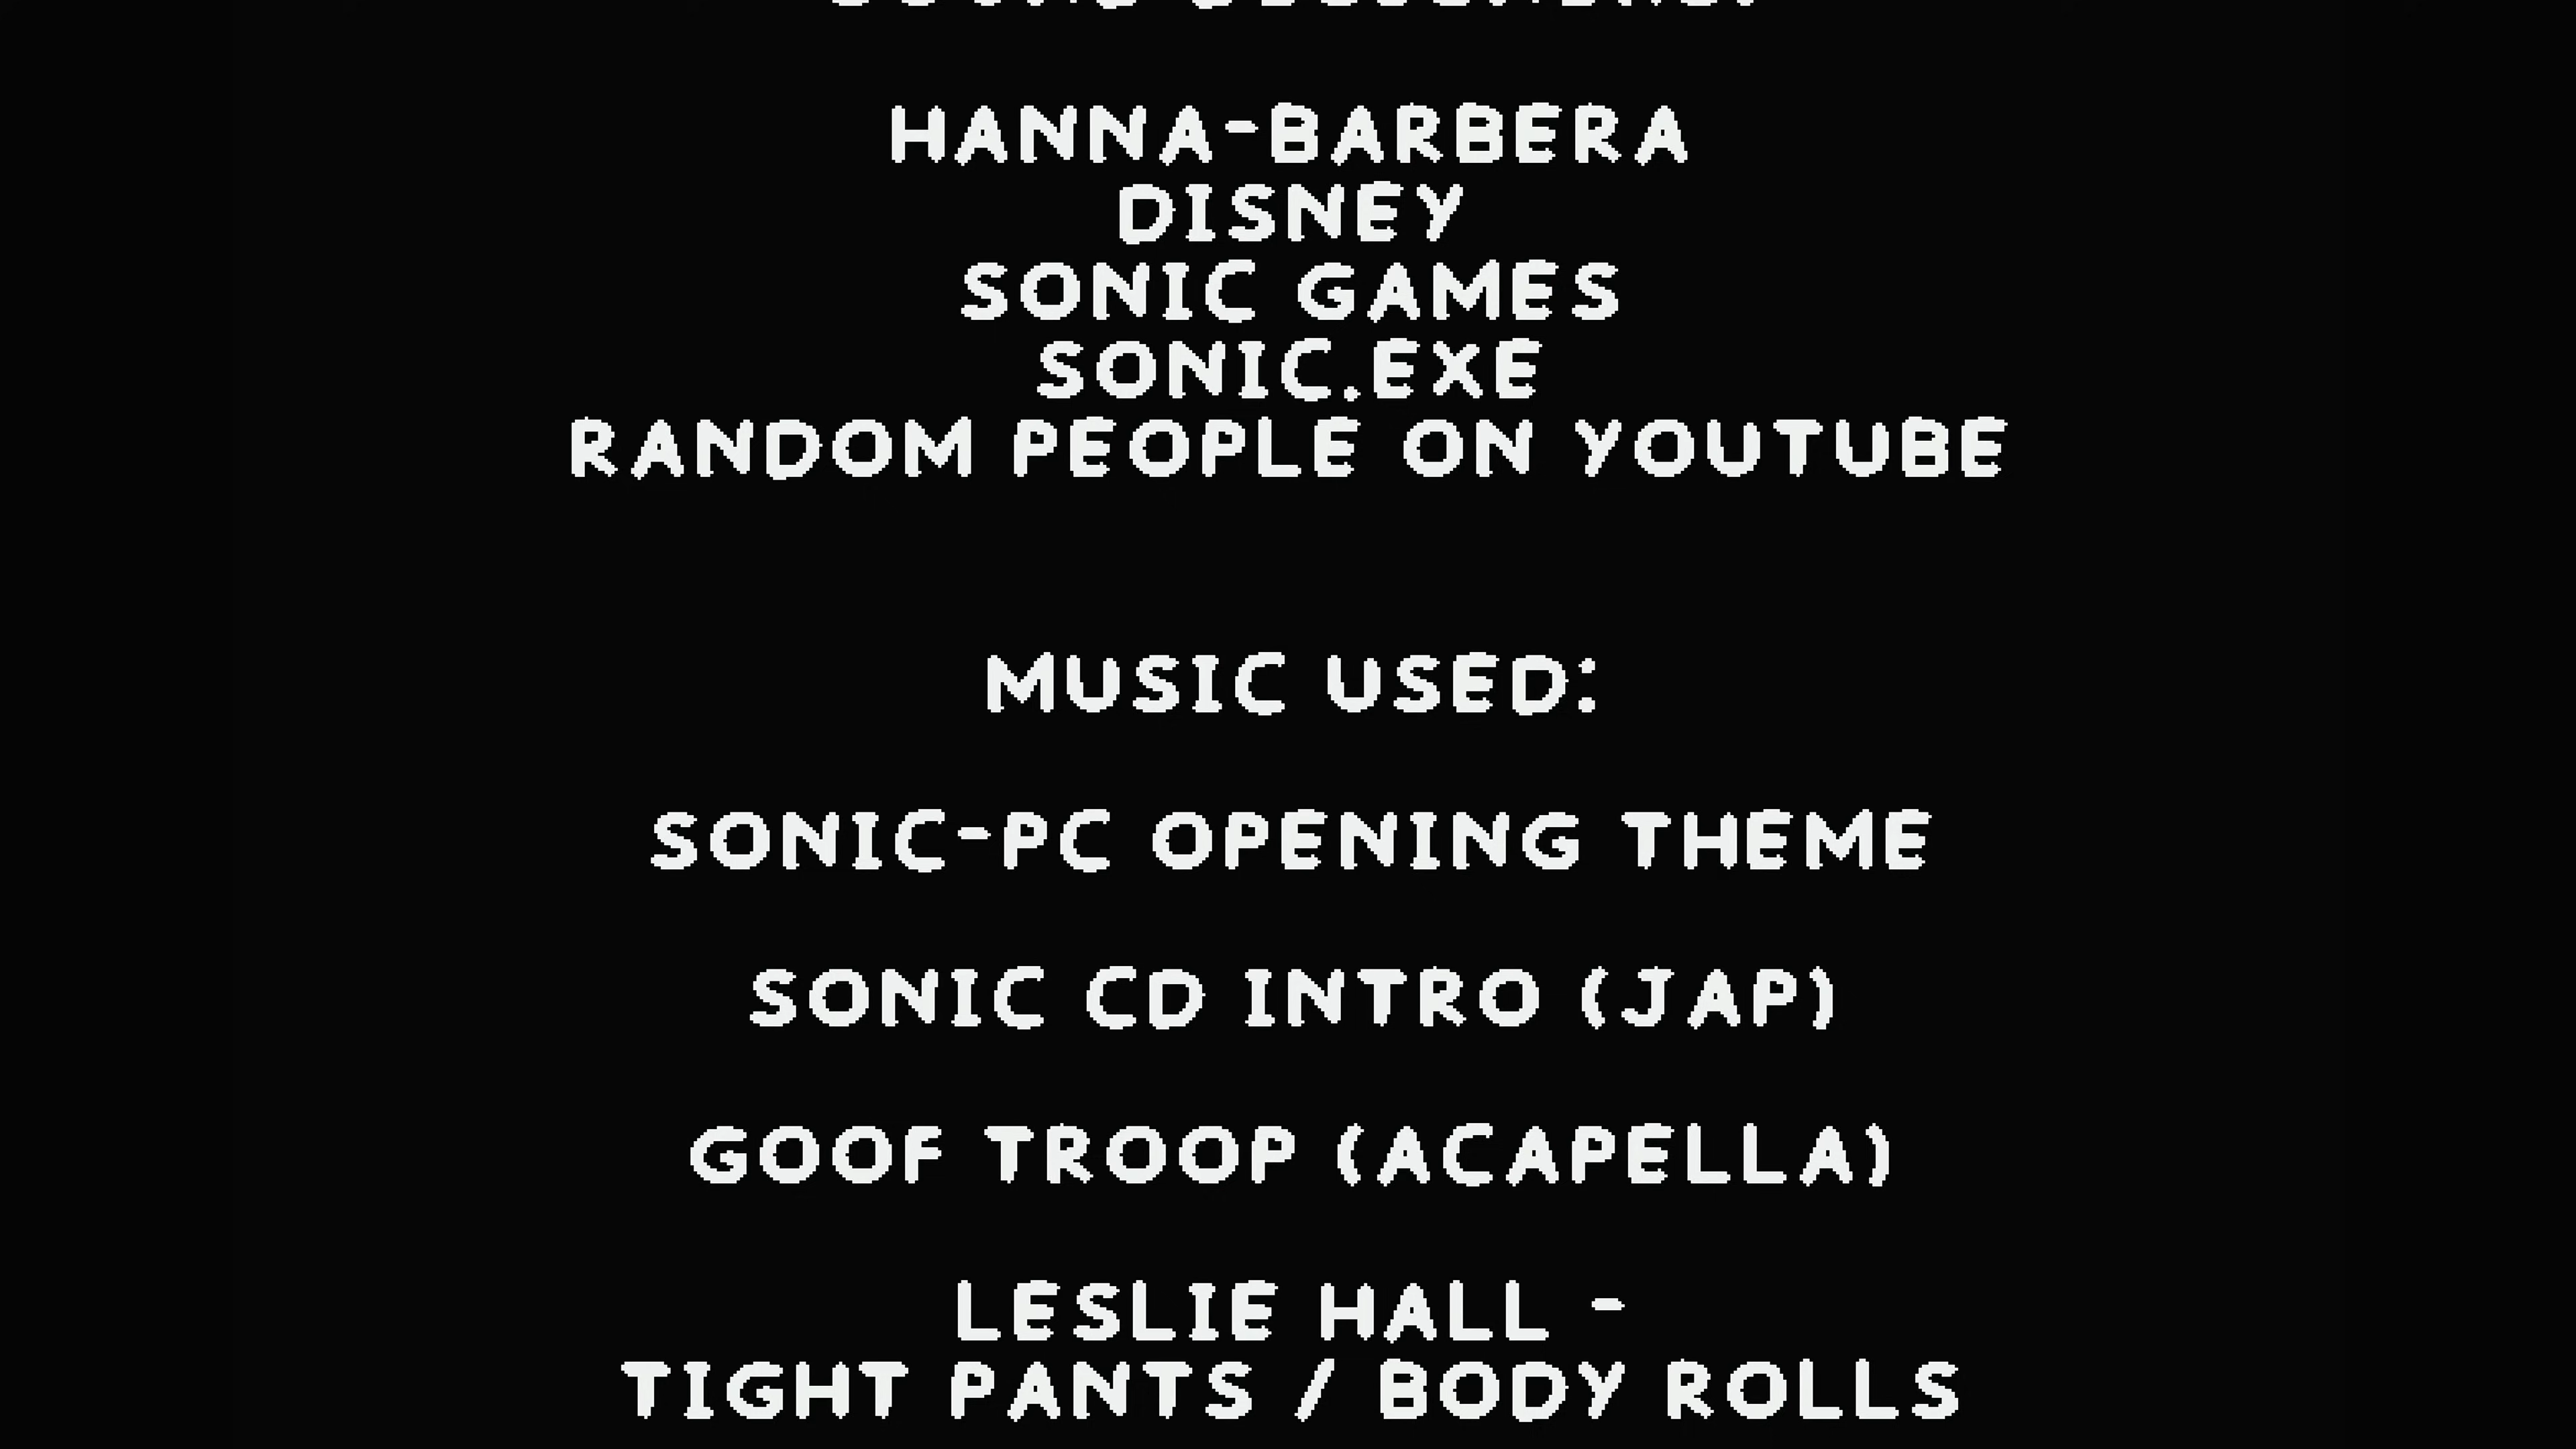 HANNA-BARBERA
DISNEY
SONIC GAMES
SONIC.EXE
RANDOM PEOPLE ON YOUTUBE
MUSIC USED:
SONIC-PC OPENING THEME
SONIC CD INTRO (JAP)
GOOF TROOP (ACAPELLA)
LESLIE HALL -
TIGHT PANTS / BODY ROLLS